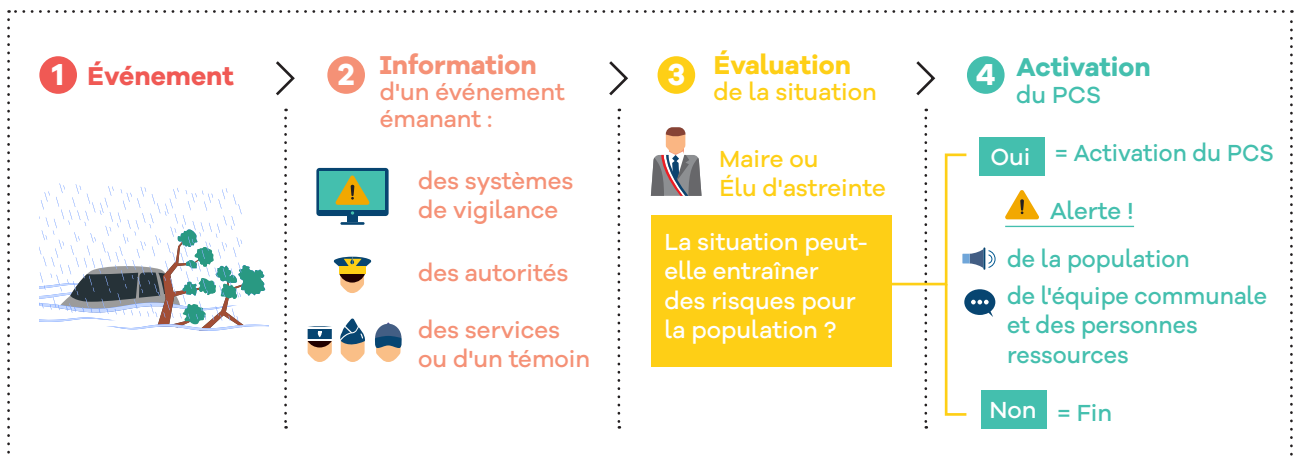 1 Événement
2 Information
d'un événement
émanant :
des systèmes
de vigilance
des autorités
des services
ou d'un témoin
3 Évaluation
de la situation
Maire ou
Élu d'astreinte
La situation peut-
elle entraîner
des risques pour
la population ?
4 Activation
du PCS
Oui = Activation du PCS
Alerte !
de la population
de l'équipe communale
et des personnes
ressources
Non = Fin